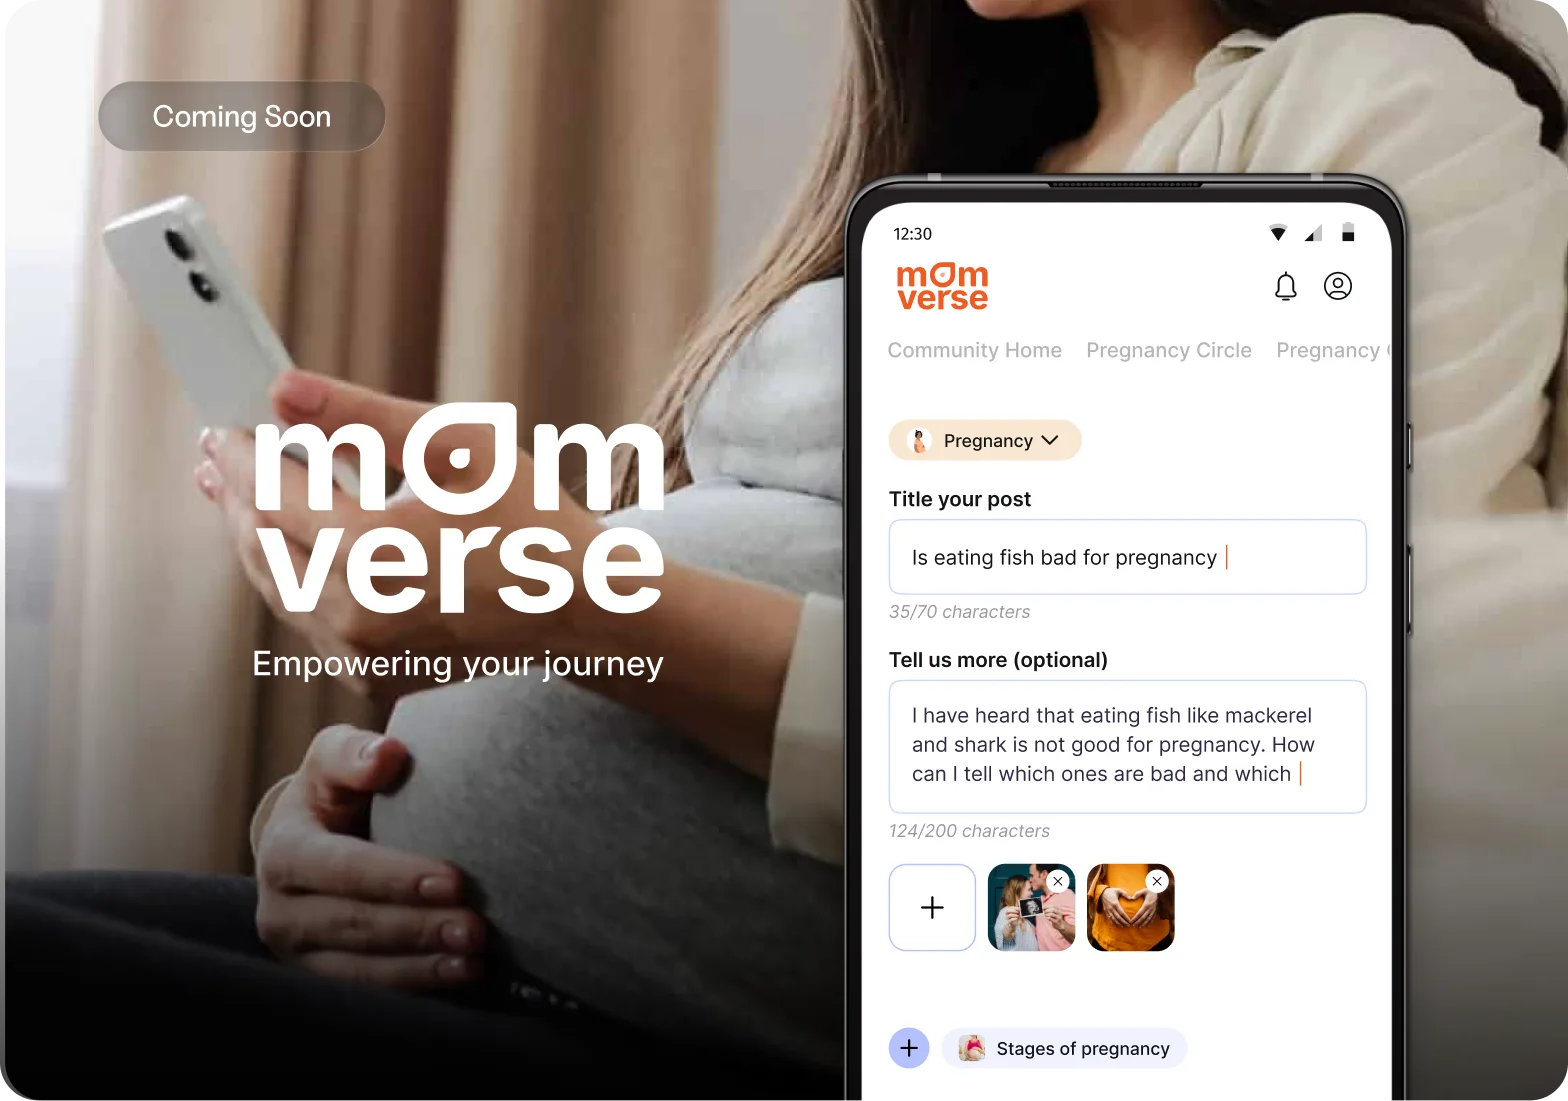 Coming Soon
mom
verse
Empowering your journey
12:30
mom
verse
Community Home Pregnancy Circle Pregnancy
Pregnancy
Title your post
Is eating fish bad for pregnancy
35/70 characters
Tell us more (optional)
I have heard that eating fish like mackerel
and shark is not good for pregnancy. How
can I tell which ones are bad and which
124/200 characters
Stages of pregnancy